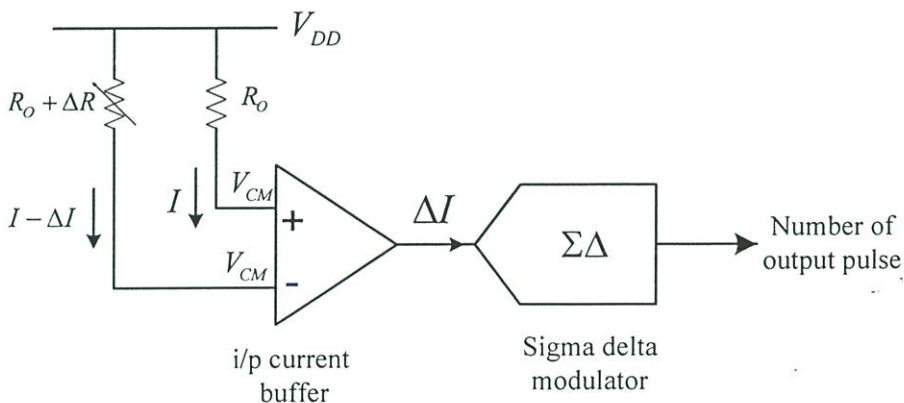 V_DD
R_O + ΔR
R_O
I
V_CM
I − ΔI
V_CM
+
-
ΔI
ΣΔ
Number of
output pulse
i/p current
buffer
Sigma delta
modulator